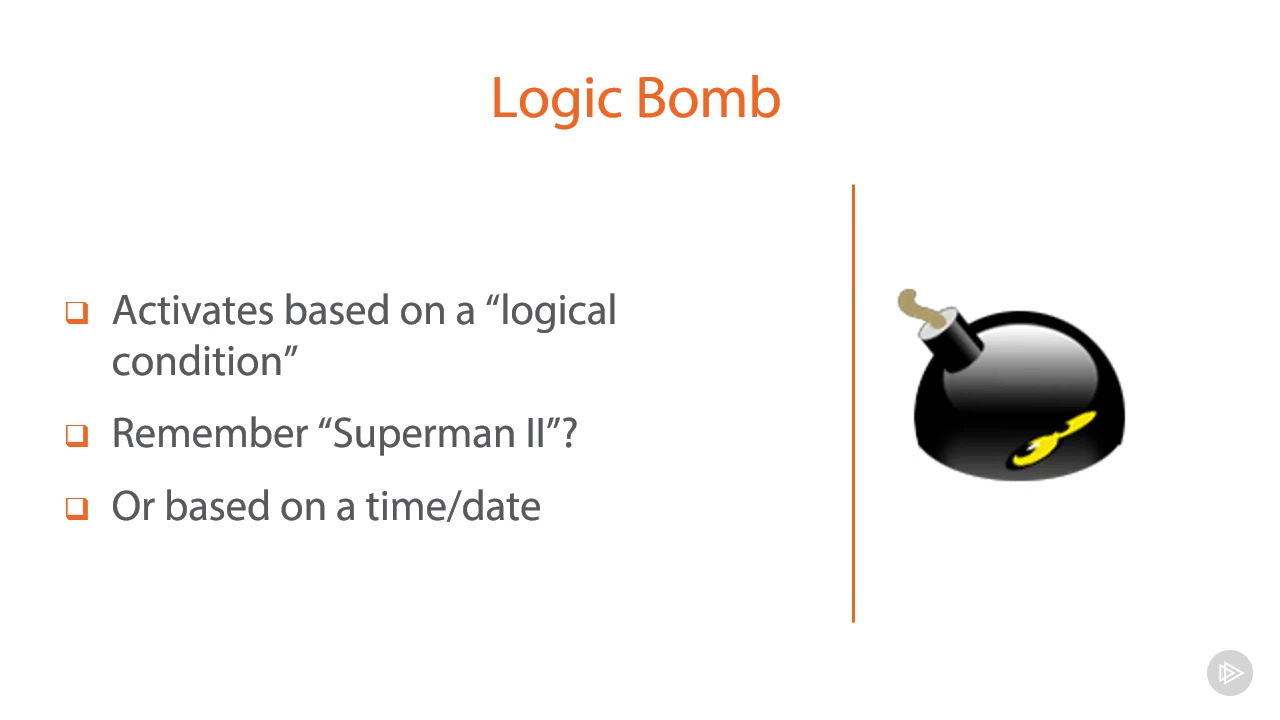 Logic Bomb
Activates based on a “logical
condition”
Remember “Superman II”?
Or based on a time/date